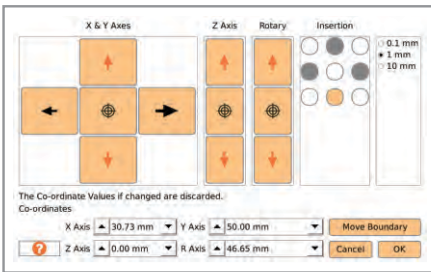 X & Y Axes Z Axis Rotary Insertion
0.1 mm
1 mm
10 mm
The Co-ordinate Values if changed are discarded.
Co-ordinates
X Axis 30.73 mm Y Axis 50.00 mm Move Boundary
? Z Axis 0.00 mm R Axis 46.65 mm Cancel OK